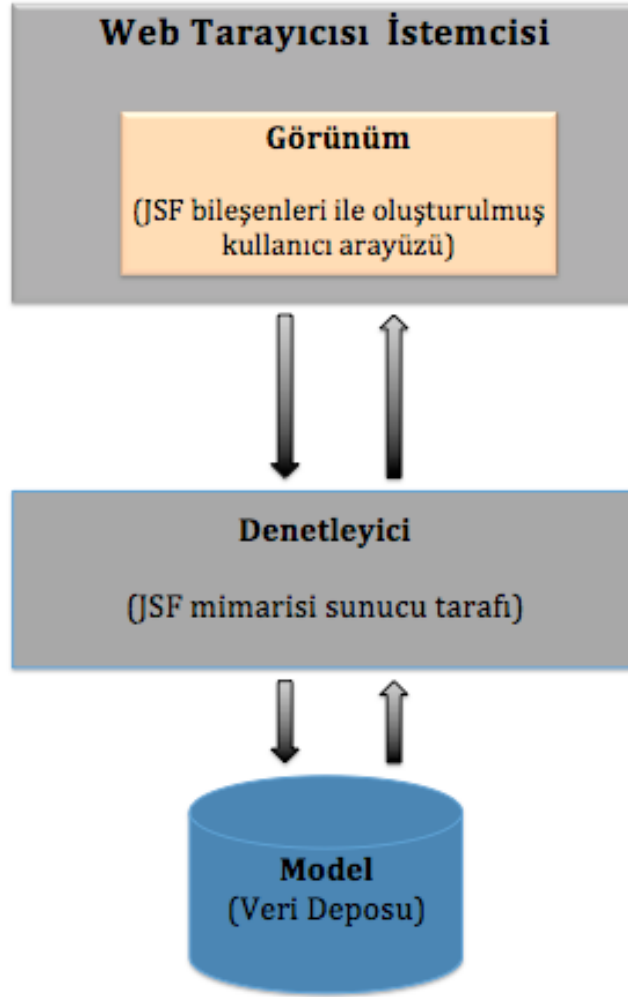 Web Tarayıcısı İstemcisi
Görünüm
(JSF bileşenleri ile oluşturulmuş
kullanıcı arayüzü)
Denetleyici
(JSF mimarisi sunucu tarafı)
Model
(Veri Deposu)